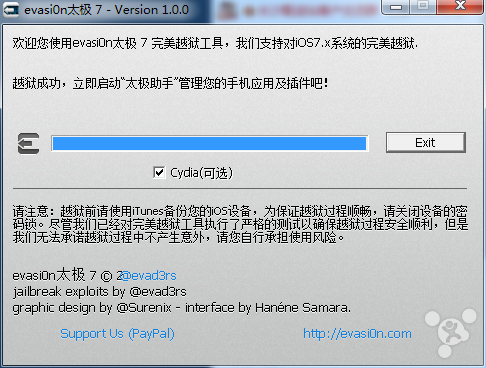 evasi0n太极 7 - Version 1.0.0
欢迎您使用evasi0n太极 7 完美越狱工具，我们支持对iOS7.x系统的完美越狱.
越狱成功，立即启动“太极助手”管理您的手机应用及插件吧！
Exit
Cydia(可选)
请注意：越狱前请使用iTunes备份您的iOS设备，为保证越狱过程顺畅，请关闭设备的密
码锁。尽管我们已经对完美越狱工具执行了严格的测试以确保越狱过程安全顺利，但是
我们无法承诺越狱过程中不产生意外，请您自行承担使用风险。
evasi0n太极 7 © 2@evad3rs
jailbreak exploits by @evad3rs
graphic design by @Surenix - interface by Hanéne Samara.
Support Us (PayPal) http://evasi0n.com